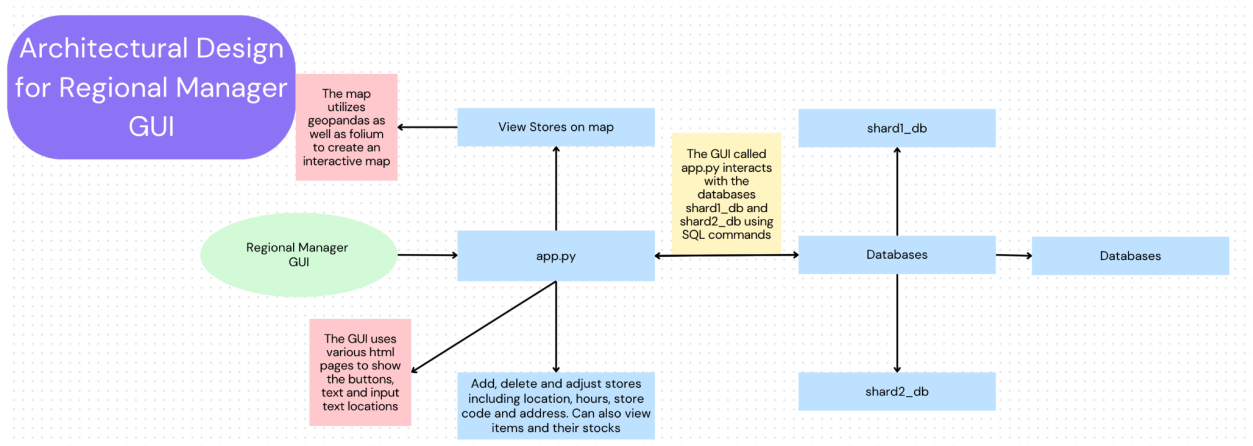 Architectural Design
for Regional Manager
GUI
The map
utilizes
geopandas as
well as folium
to create an
interactive map
View Stores on map
shard1_db
The GUI called
app.py interacts
with the
databases
shard1_db and
shard2_db using
SQL commands
Regional Manager
GUI
app.py
Databases
Databases
The GUI uses
various html
pages to show
the buttons,
text and input
text locations
Add, delete and adjust stores
including location, hours, store
code and address. Can also view
items and their stocks
shard2_db